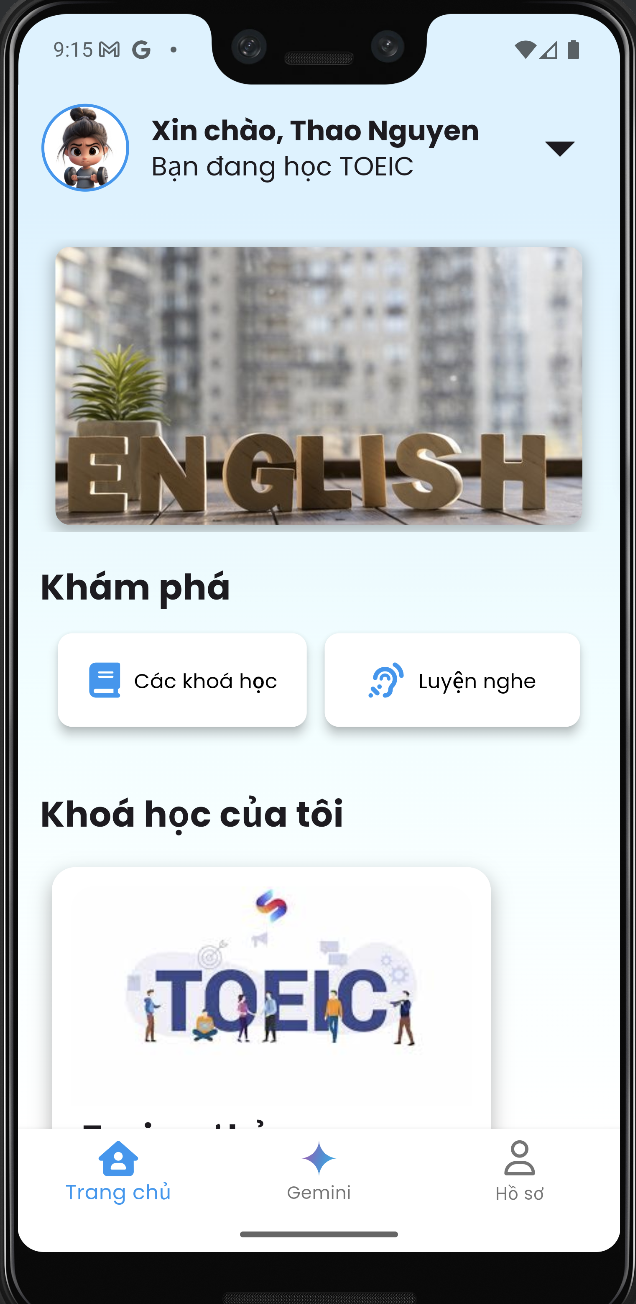 9:15
Xin chào, Thao Nguyen
Bạn đang học TOEIC
ENGLISH
Khám phá
Các khoá học
Luyện nghe
Khoá học của tôi
TOEIC
Trang chủ
Gemini
Hồ sơ